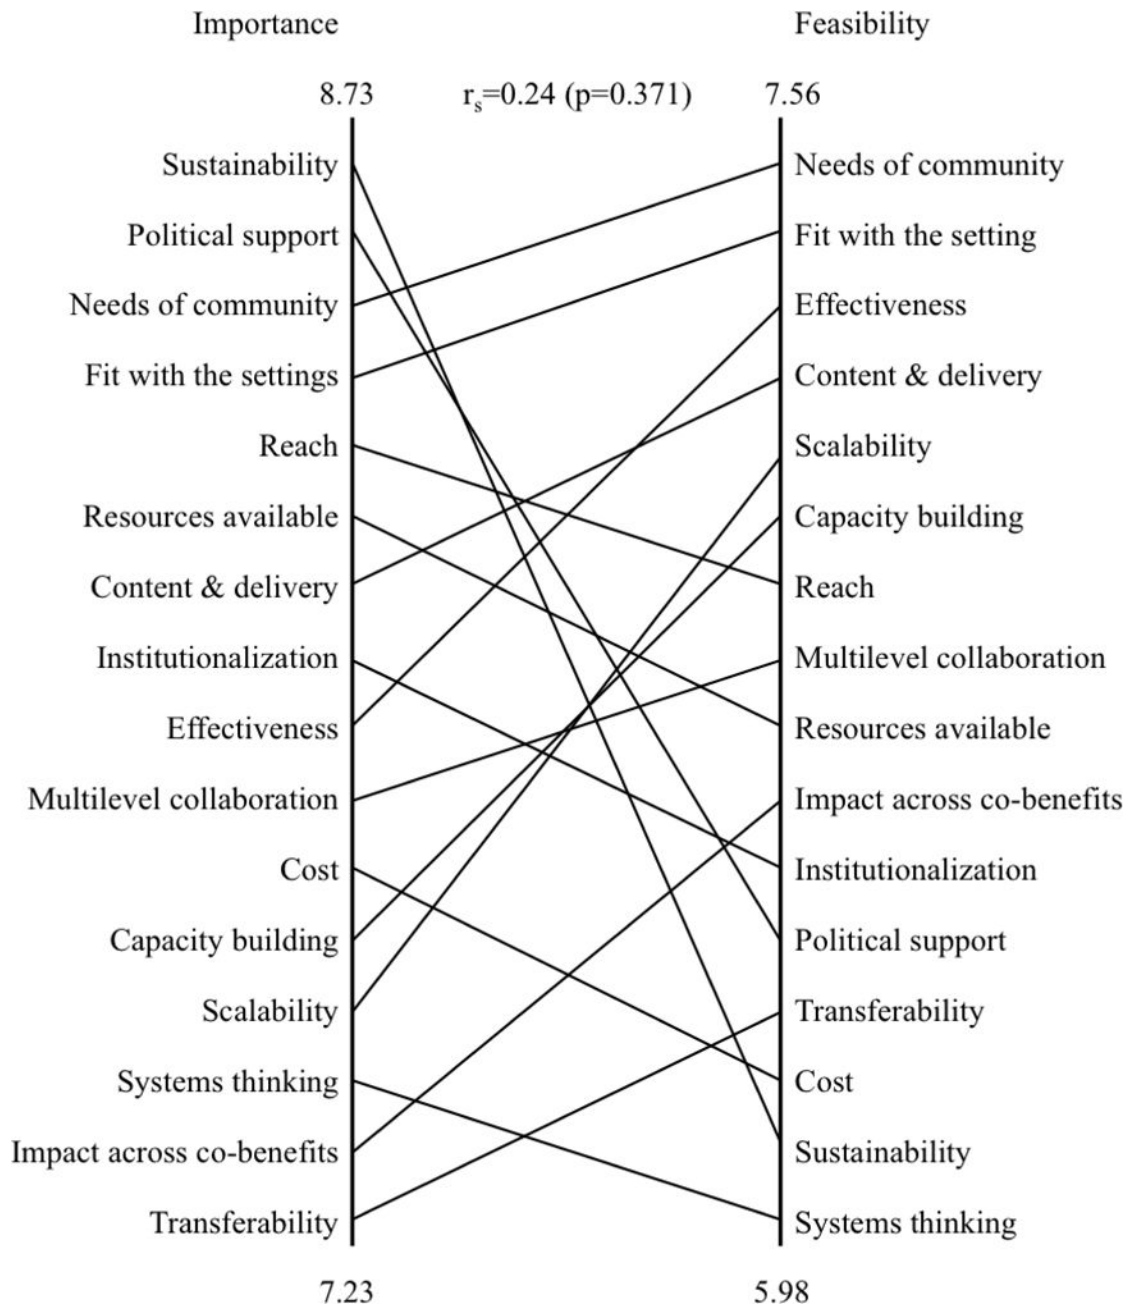 Importance Feasibility
8.73 rs=0.24 (p=0.371) 7.56
Sustainability Needs of community
Political support Fit with the setting
Needs of community Effectiveness
Fit with the settings Content & delivery
Reach Scalability
Resources available Capacity building
Content & delivery Reach
Institutionalization Multilevel collaboration
Effectiveness Resources available
Multilevel collaboration Impact across co-benefits
Cost Institutionalization
Capacity building Political support
Scalability Transferability
Systems thinking Cost
Impact across co-benefits Sustainability
Transferability Systems thinking
7.23 5.98